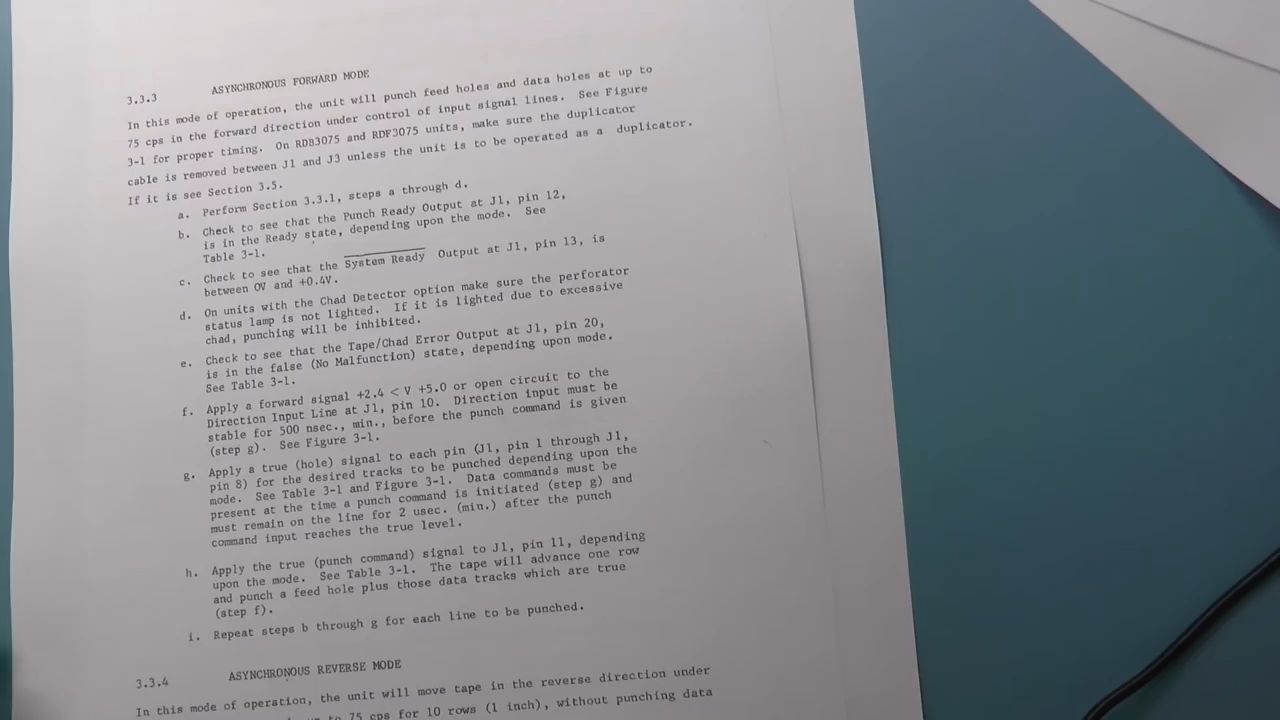 3.3.3 ASYNCHRONOUS FORWARD MODE
In this mode of operation, the unit will punch feed holes and data holes at up to
75 cps in the forward direction under control of input signal lines. See Figure
3-1 for proper timing. On RDB3075 and RDF3075 units, make sure the duplicator
cable is removed between J1 and J3 unless the unit is to be operated as a duplicator.
If it is see Section 3.5.
a. Perform Section 3.3.1, steps a through d.
b. Check to see that the Punch Ready Output at J1, pin 12,
is in the Ready state, depending upon the mode. See
Table 3-1.
c. Check to see that the System Ready Output at J1, pin 13, is
between 0V and +0.4V.
d. On units with the Chad Detector option make sure the perforator
status lamp is not lighted. If it is lighted due to excessive
chad, punching will be inhibited.
e. Check to see that the Tape/Chad Error Output at J1, pin 20,
is in the false (No Malfunction) state, depending upon mode.
See Table 3-1.
f. Apply a forward signal +2.4 < V +5.0 or open circuit to the
Direction Input Line at J1, pin 10. Direction input must be
stable for 500 nsec., min., before the punch command is given
(step g). See Figure 3-1.
g. Apply a true (hole) signal to each pin (J1, pin 1 through J1,
pin 8) for the desired tracks to be punched depending upon the
mode. See Table 3-1 and Figure 3-1. Data commands must be
present at the time a punch command is initiated (step g) and
must remain on the line for 2 usec. (min.) after the punch
command input reaches the true level.
h. Apply the true (punch command) signal to J1, pin 11, depending
upon the mode. See Table 3-1. The tape will advance one row
and punch a feed hole plus those data tracks which are true
(step f).
i. Repeat steps b through g for each line to be punched.
3.3.4 ASYNCHRONOUS REVERSE MODE
In this mode of operation, the unit will move tape in the reverse direction under
to 75 cps for 10 rows (1 inch), without punching data